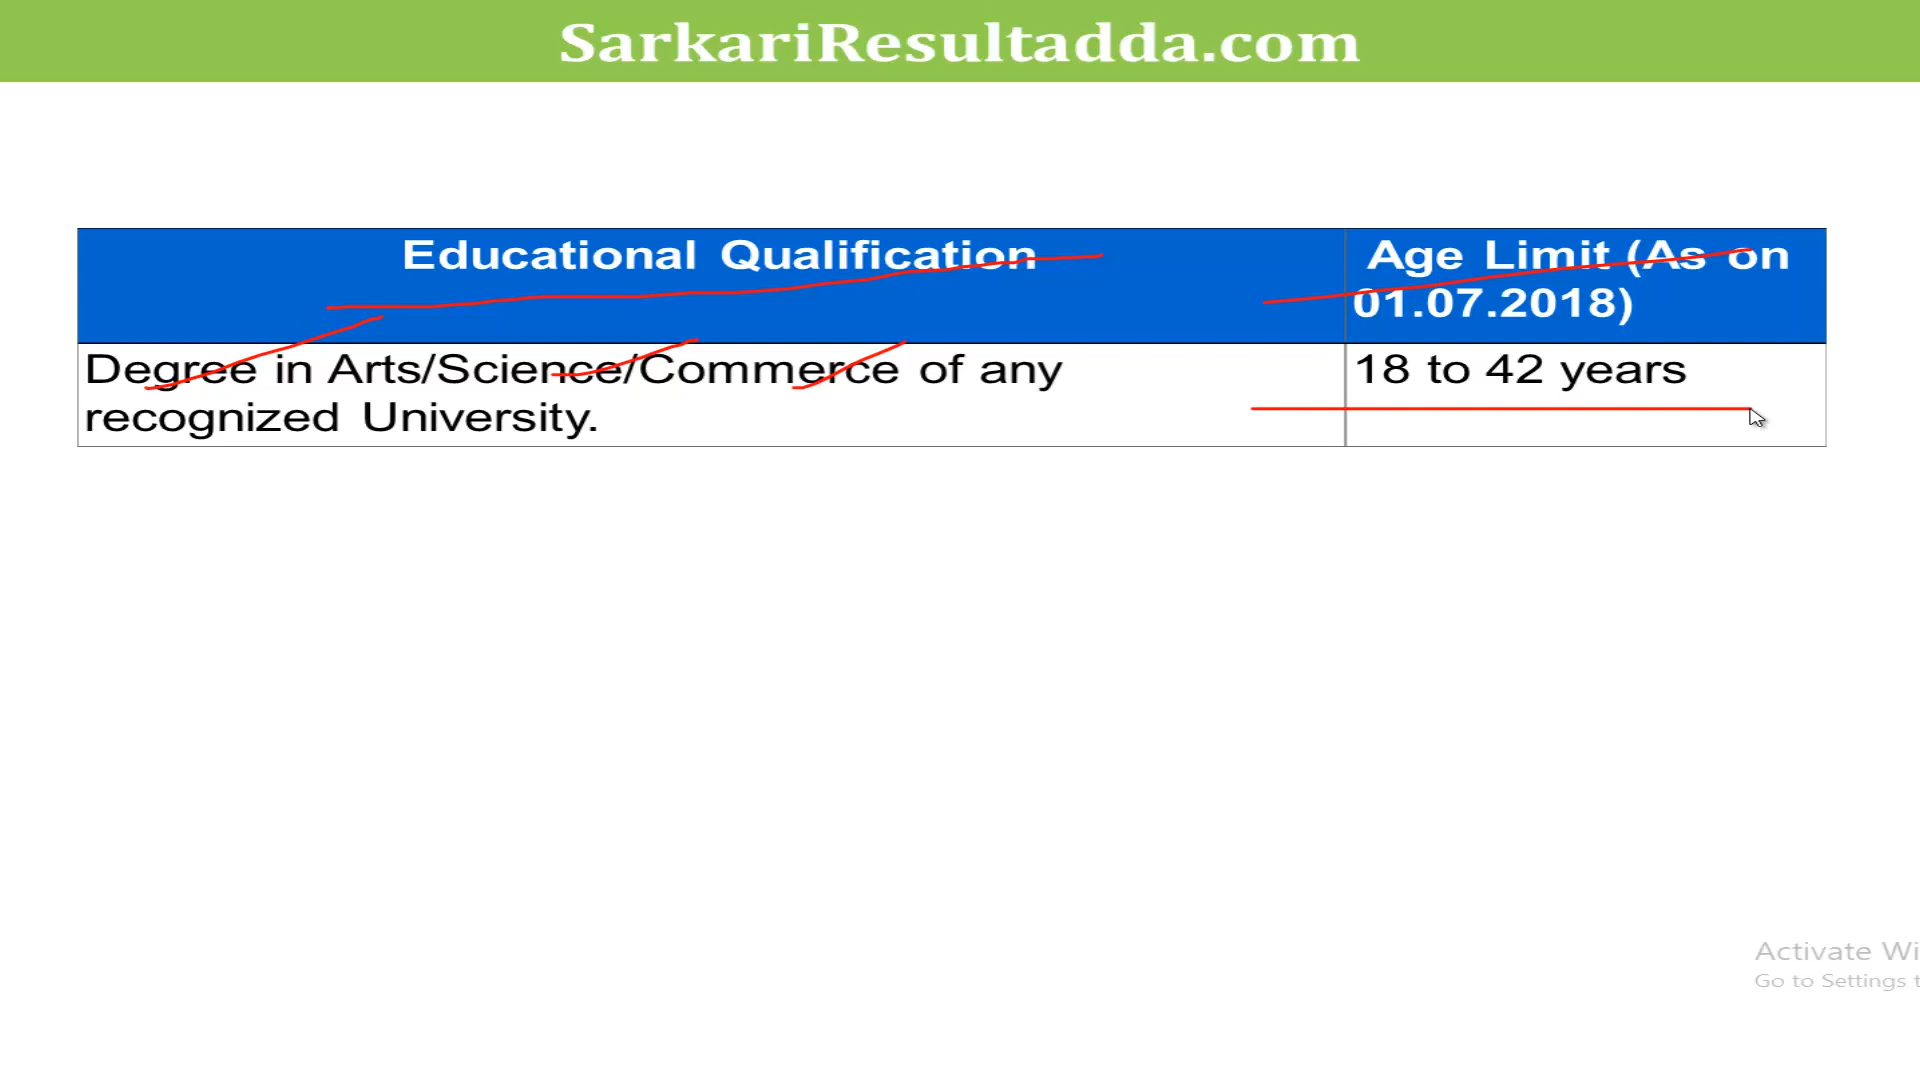 SarkariResultadda.com
Educational Qualification
Age Limit (As on
01.07.2018)
Degree in Arts/Science/Commerce of any
recognized University.
18 to 42 years
Activate Wi
Go to Settings t